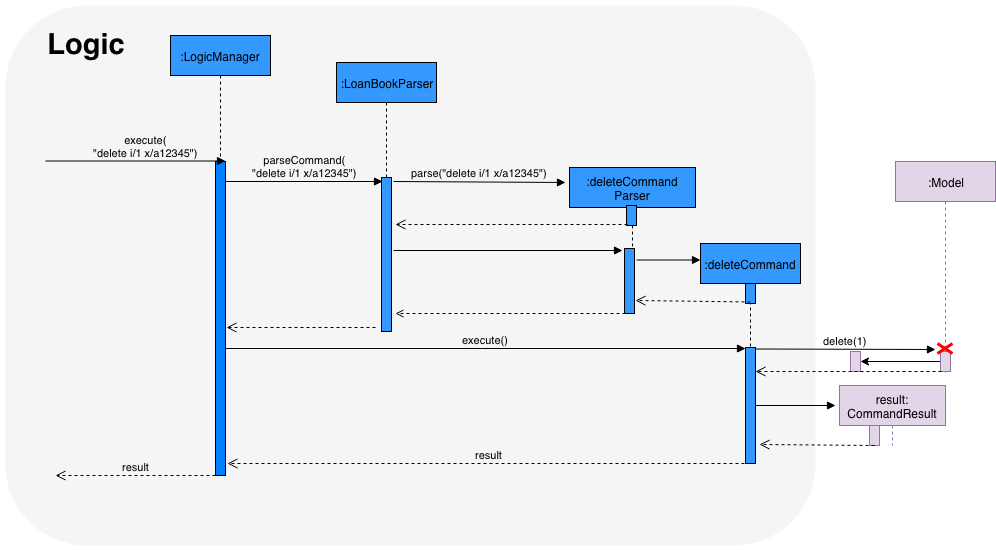 Logic
:LogicManager
:LoanBookParser
execute(
"delete i/1 x/a12345")
parseCommand(
"delete i/1 x/a12345")
parse("delete i/1 x/a12345")
:deleteCommand
Parser
:Model
:deleteCommand
execute()
delete(1)
result:
CommandResult
result
result